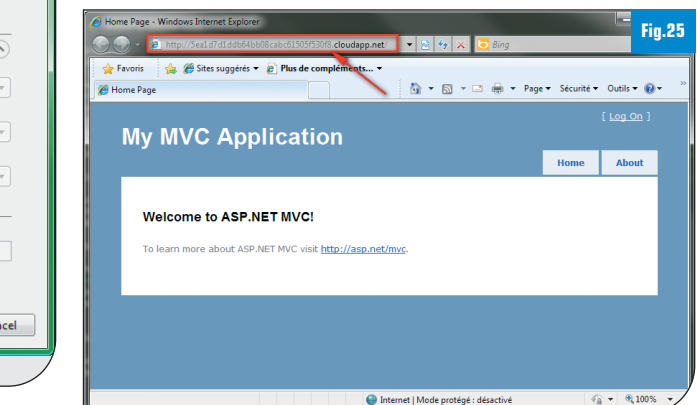 Fig.25
Home Page - Windows Internet Explorer
http://5ea1d7d1ddb64bb08cabc61505f530f8.cloudapp.net/
Bing
Favoris Sites suggérés Plus de compléments...
Home Page
Page Sécurité Outils
[ Log On ]
My MVC Application
Home About
Welcome to ASP.NET MVC!
To learn more about ASP.NET MVC visit http://asp.net/mvc.
ncel
Internet | Mode protégé : désactivé
100%